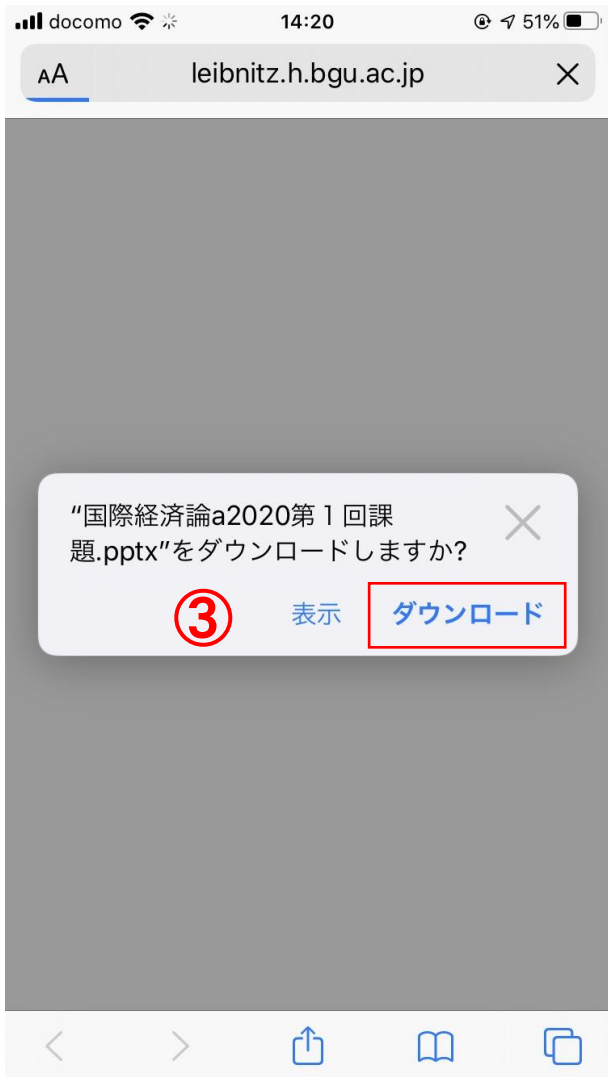 docomo 14:20 51%
AA leibnitz.h.bgu.ac.jp
“国際経済論a2020第１回課
題.pptx”をダウンロードしますか?
③ 表示 ダウンロード